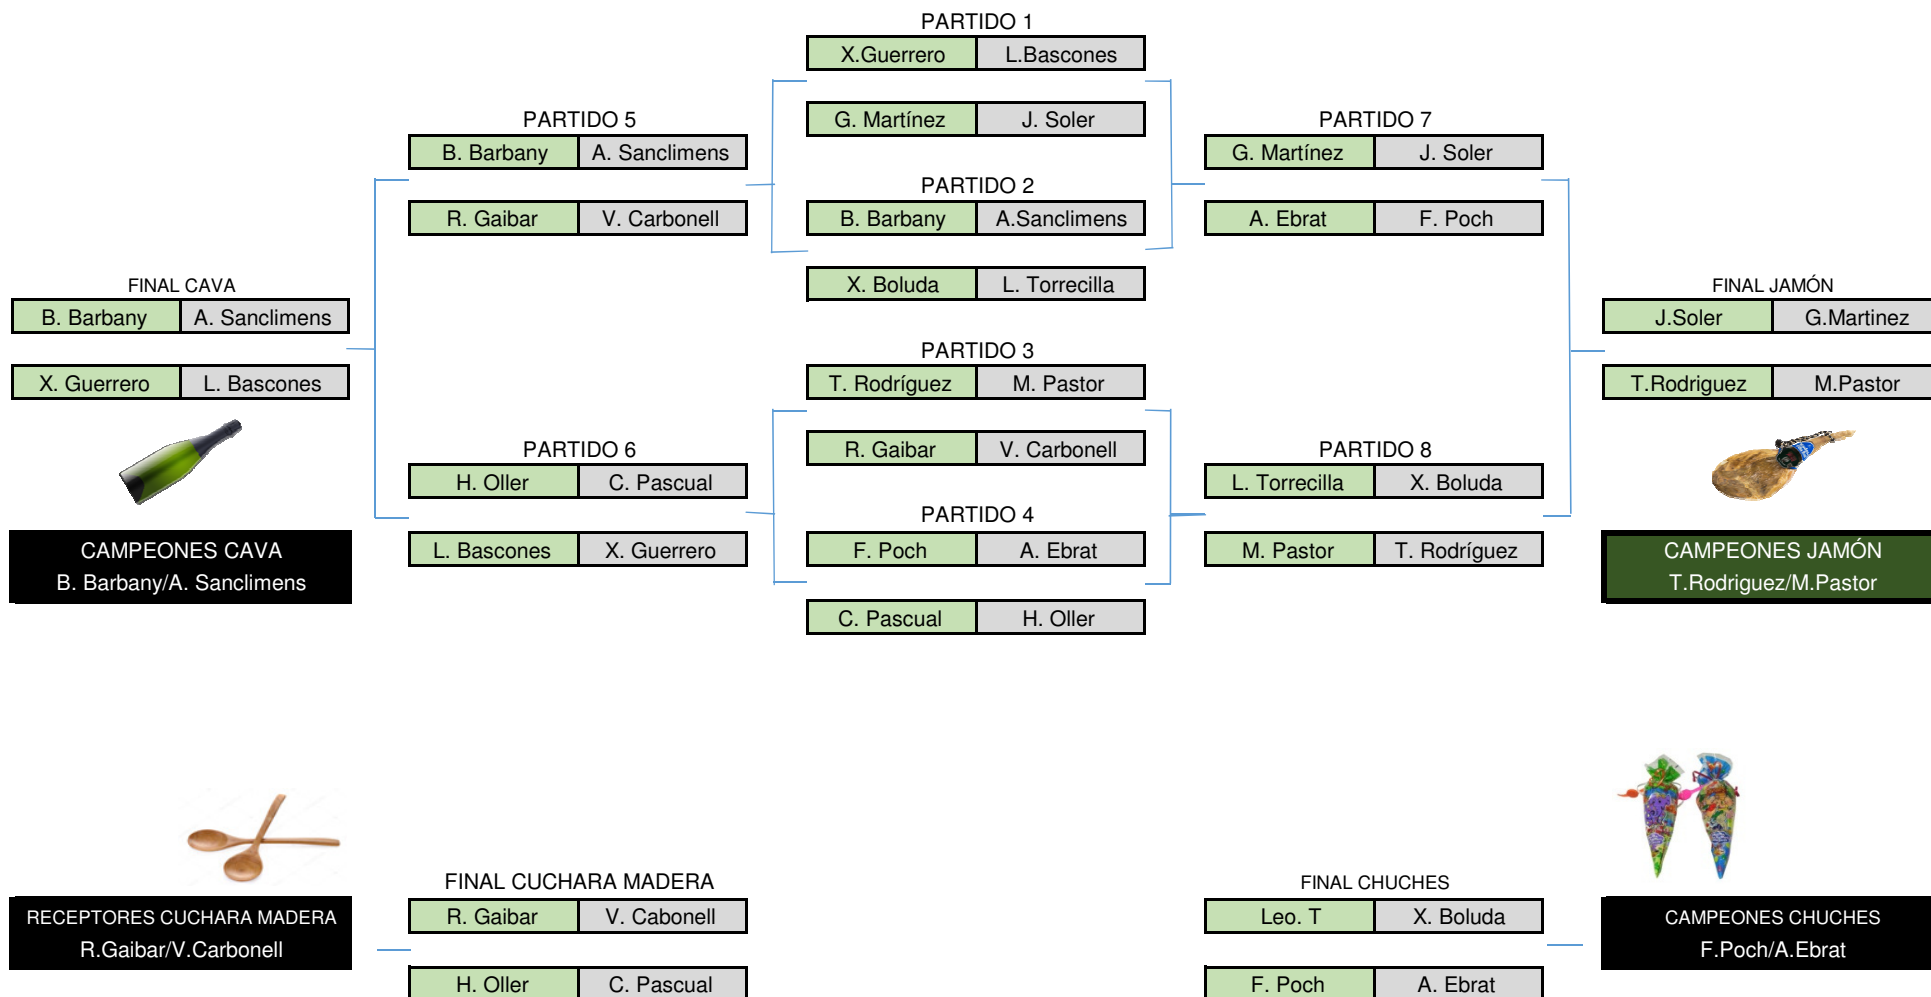 PARTIDO 1
X.Guerrero L.Bascones
G. Martínez J. Soler
PARTIDO 2
B. Barbany A.Sanclimens
X. Boluda L. Torrecilla
PARTIDO 3
T. Rodríguez M. Pastor
R. Gaibar V. Carbonell
PARTIDO 4
F. Poch A. Ebrat
C. Pascual H. Oller
PARTIDO 5
B. Barbany A. Sanclimens
R. Gaibar V. Carbonell
PARTIDO 6
H. Oller C. Pascual
L. Bascones X. Guerrero
PARTIDO 7
G. Martínez J. Soler
A. Ebrat F. Poch
PARTIDO 8
L. Torrecilla X. Boluda
M. Pastor T. Rodríguez
FINAL CAVA
B. Barbany A. Sanclimens
X. Guerrero L. Bascones
CAMPEONES CAVA
B. Barbany/A. Sanclimens
FINAL JAMÓN
J.Soler G.Martinez
T.Rodriguez M.Pastor
CAMPEONES JAMÓN
T.Rodriguez/M.Pastor
RECEPTORES CUCHARA MADERA
R.Gaibar/V.Carbonell
FINAL CUCHARA MADERA
R. Gaibar V. Cabonell
H. Oller C. Pascual
FINAL CHUCHES
Leo. T X. Boluda
F. Poch A. Ebrat
CAMPEONES CHUCHES
F.Poch/A.Ebrat